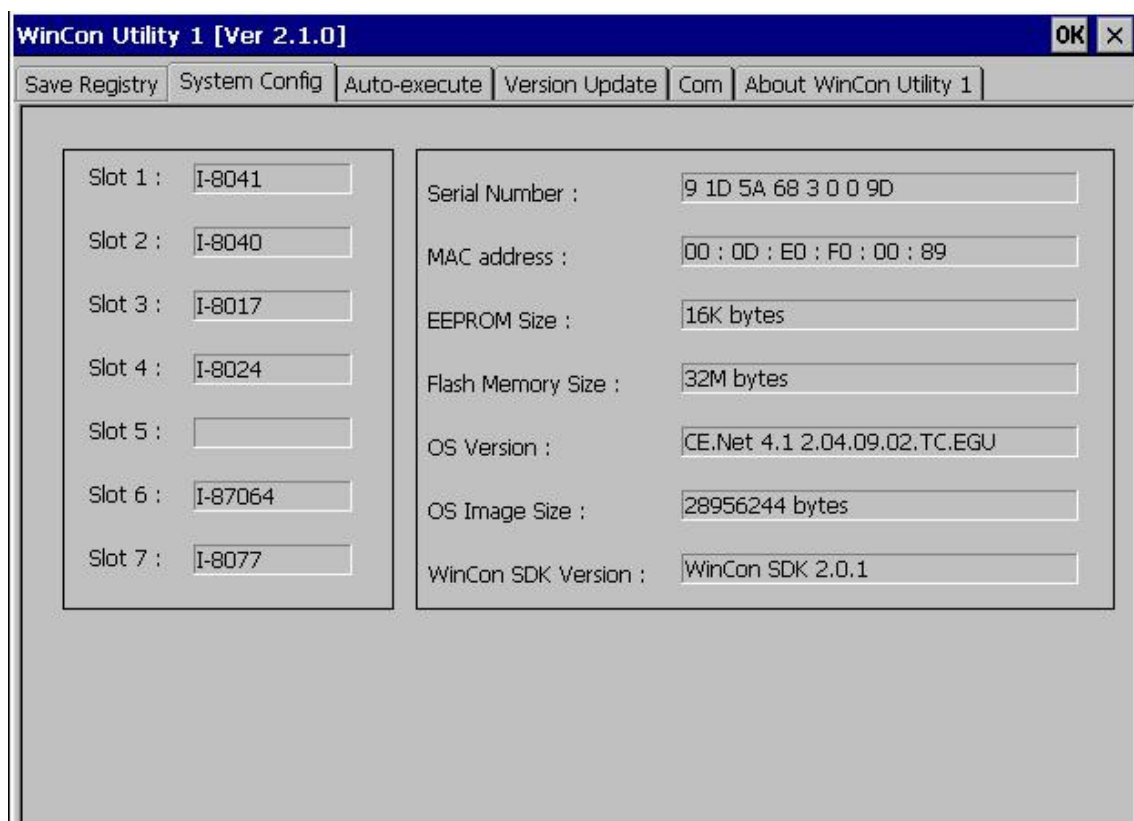 WinCon Utility 1 [Ver 2.1.0] OK ×
Save Registry System Config Auto-execute Version Update Com About WinCon Utility 1
Slot 1 : I-8041
Slot 2 : I-8040
Slot 3 : I-8017
Slot 4 : I-8024
Slot 5 :
Slot 6 : I-87064
Slot 7 : I-8077
Serial Number : 9 1D 5A 68 3 0 0 9D
MAC address : 00 : 0D : E0 : F0 : 00 : 89
EEPROM Size : 16K bytes
Flash Memory Size : 32M bytes
OS Version : CE.Net 4.1 2.04.09.02.TC.EGU
OS Image Size : 28956244 bytes
WinCon SDK Version : WinCon SDK 2.0.1